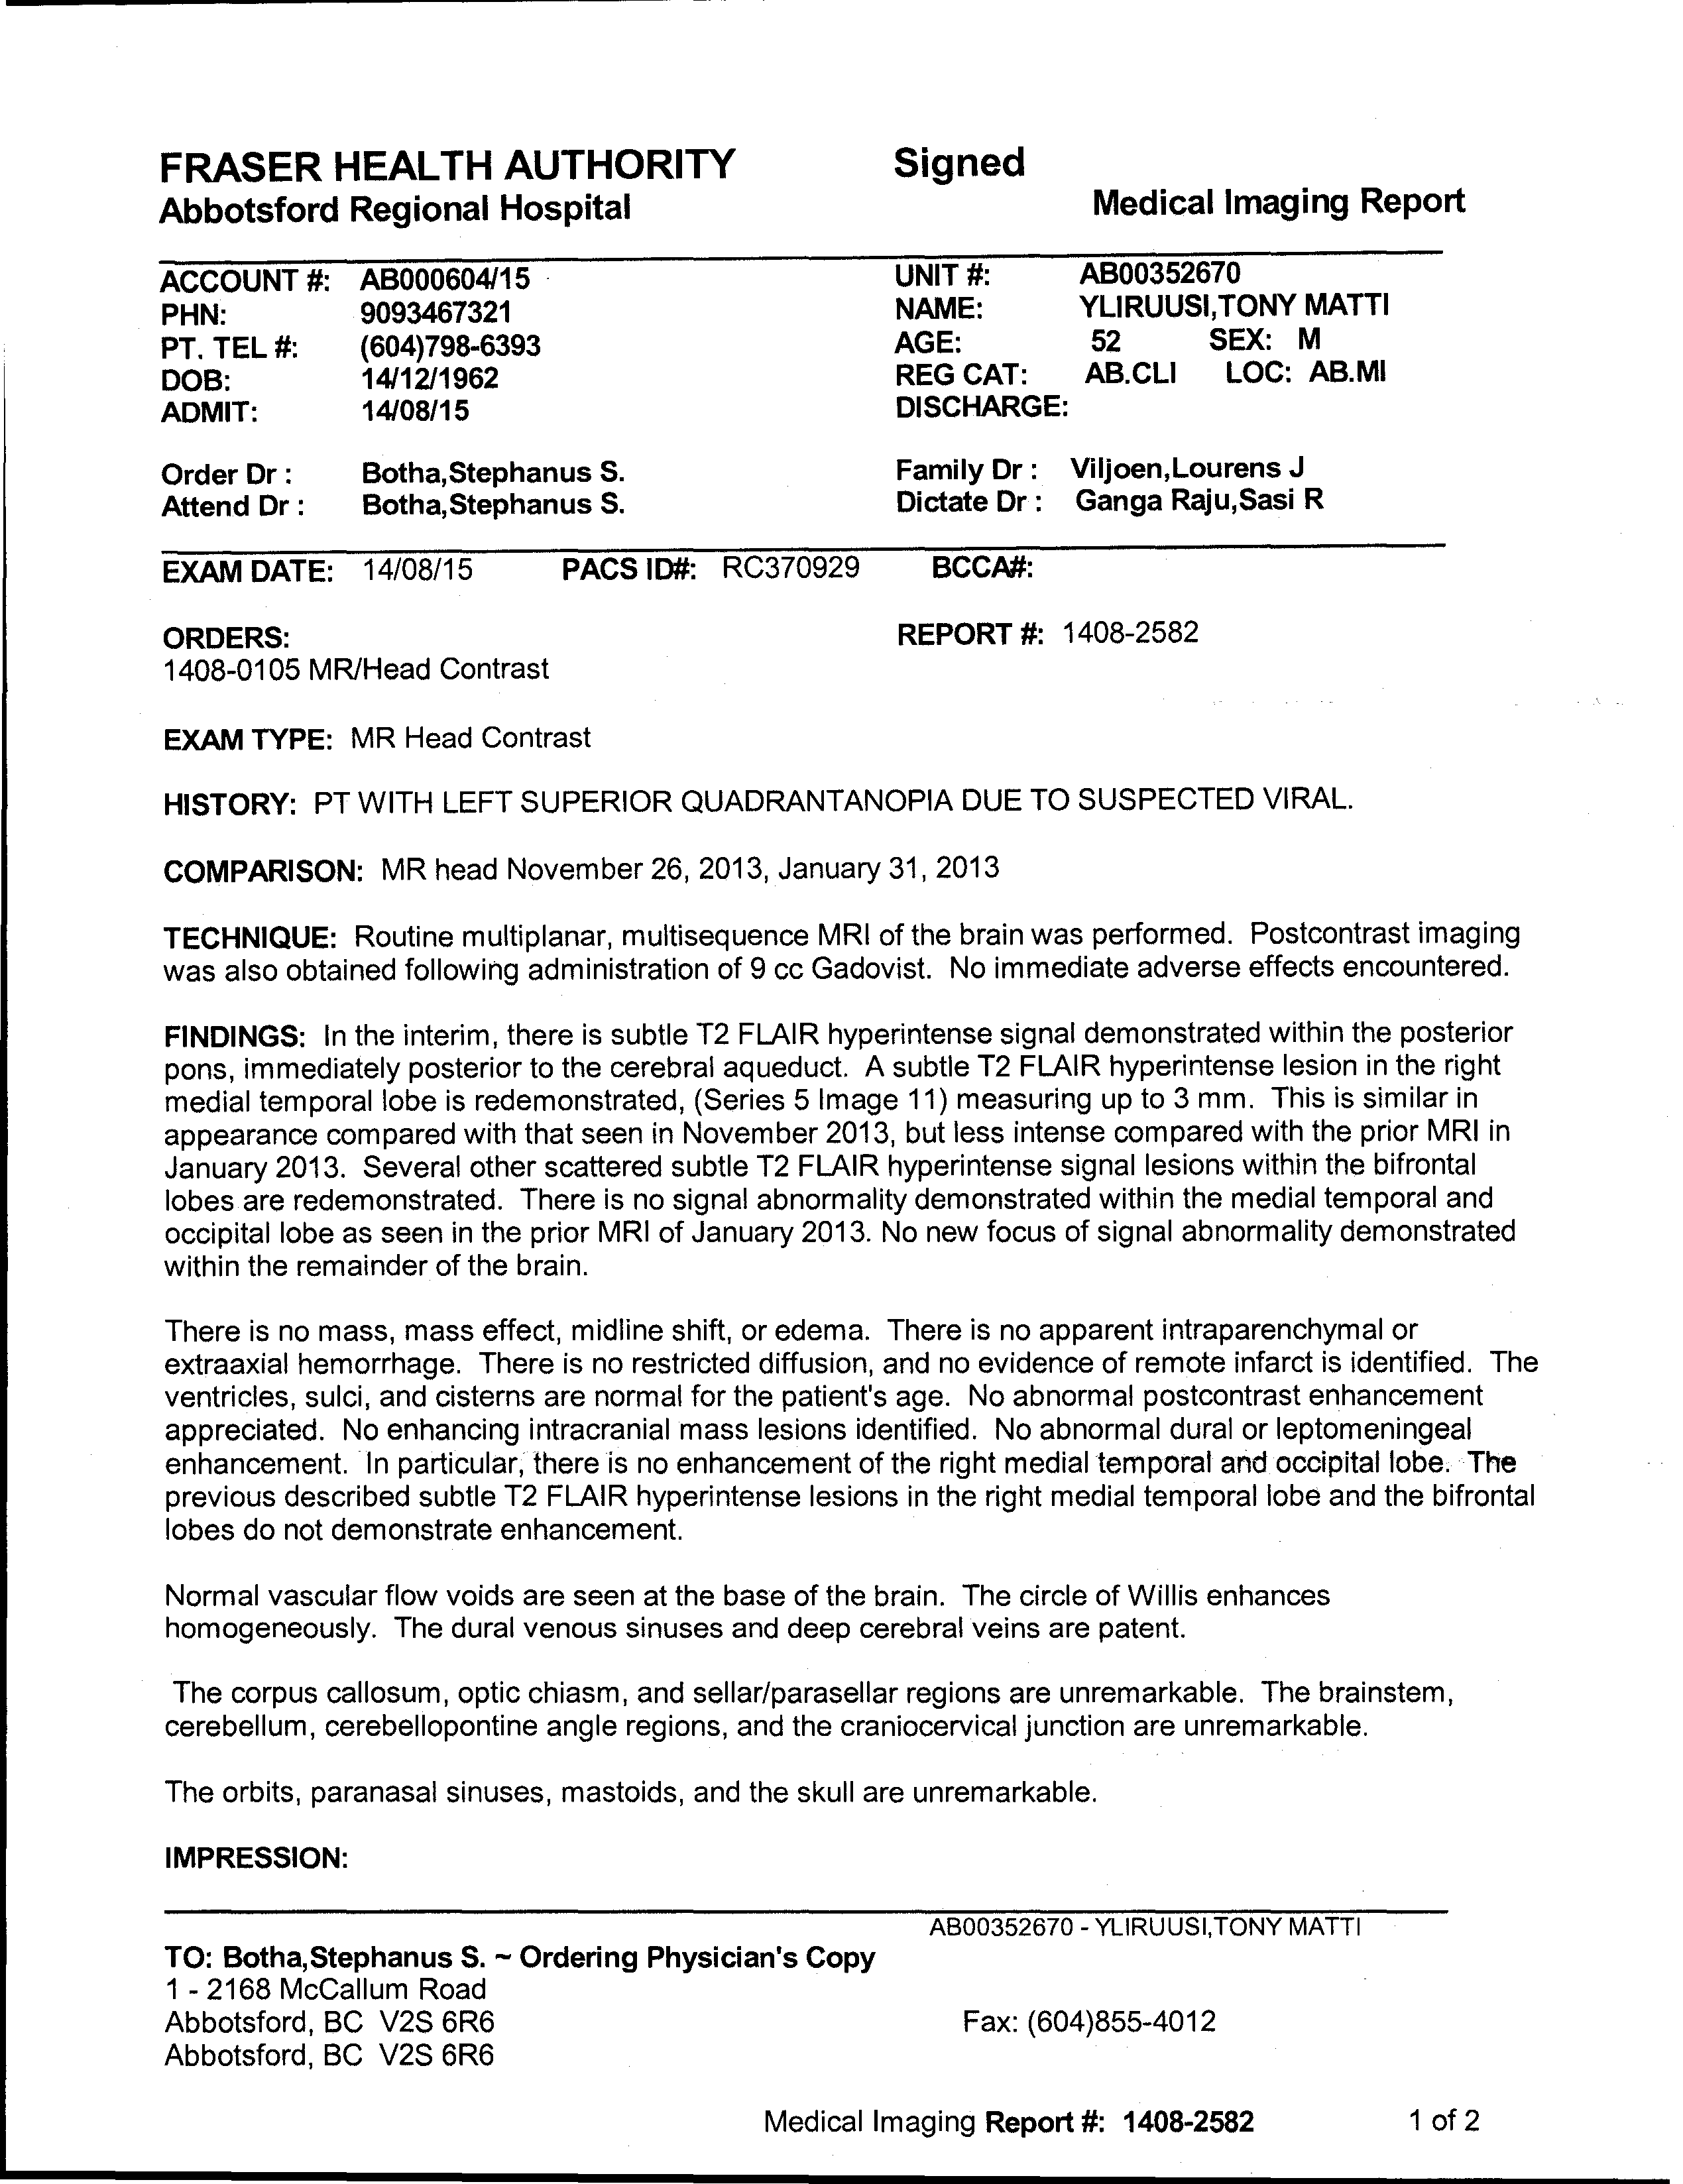 FRASER HEALTH AUTHORITY Signed
Abbotsford Regional Hospital Medical Imaging Report
ACCOUNT #: AB000604/15 UNIT #: AB00352670
PHN: 9093467321 NAME: YLIRUUSI,TONY MATTI
PT. TEL #: (604)798-6393 AGE: 52 SEX: M
DOB: 14/12/1962 REG CAT: AB.CLI LOC: AB.MI
ADMIT: 14/08/15 DISCHARGE:
Order Dr : Botha,Stephanus S. Family Dr : Viljoen,Lourens J
Attend Dr : Botha,Stephanus S. Dictate Dr : Ganga Raju,Sasi R
EXAM DATE: 14/08/15 PACS ID#: RC370929 BCCA#:
ORDERS: REPORT #: 1408-2582
1408-0105 MR/Head Contrast
EXAM TYPE: MR Head Contrast
HISTORY: PT WITH LEFT SUPERIOR QUADRANTANOPIA DUE TO SUSPECTED VIRAL.
COMPARISON: MR head November 26, 2013, January 31, 2013
TECHNIQUE: Routine multiplanar, multisequence MRI of the brain was performed. Postcontrast imaging
was also obtained following administration of 9 cc Gadovist. No immediate adverse effects encountered.
FINDINGS: In the interim, there is subtle T2 FLAIR hyperintense signal demonstrated within the posterior
pons, immediately posterior to the cerebral aqueduct. A subtle T2 FLAIR hyperintense lesion in the right
medial temporal lobe is redemonstrated, (Series 5 Image 11) measuring up to 3 mm. This is similar in
appearance compared with that seen in November 2013, but less intense compared with the prior MRI in
January 2013. Several other scattered subtle T2 FLAIR hyperintense signal lesions within the bifrontal
lobes are redemonstrated. There is no signal abnormality demonstrated within the medial temporal and
occipital lobe as seen in the prior MRI of January 2013. No new focus of signal abnormality demonstrated
within the remainder of the brain.
There is no mass, mass effect, midline shift, or edema. There is no apparent intraparenchymal or
extraaxial hemorrhage. There is no restricted diffusion, and no evidence of remote infarct is identified. The
ventricles, sulci, and cisterns are normal for the patient's age. No abnormal postcontrast enhancement
appreciated. No enhancing intracranial mass lesions identified. No abnormal dural or leptomeningeal
enhancement. In particular, there is no enhancement of the right medial temporal and occipital lobe. The
previous described subtle T2 FLAIR hyperintense lesions in the right medial temporal lobe and the bifrontal
lobes do not demonstrate enhancement.
Normal vascular flow voids are seen at the base of the brain. The circle of Willis enhances
homogeneously. The dural venous sinuses and deep cerebral veins are patent.
The corpus callosum, optic chiasm, and sellar/parasellar regions are unremarkable. The brainstem,
cerebellum, cerebellopontine angle regions, and the craniocervical junction are unremarkable.
The orbits, paranasal sinuses, mastoids, and the skull are unremarkable.
IMPRESSION:
AB00352670 - YLIRUUSI,TONY MATTI
TO: Botha,Stephanus S. ~ Ordering Physician's Copy
1 - 2168 McCallum Road
Abbotsford, BC V2S 6R6 Fax: (604)855-4012
Abbotsford, BC V2S 6R6
Medical Imaging Report #: 1408-2582 1 of 2